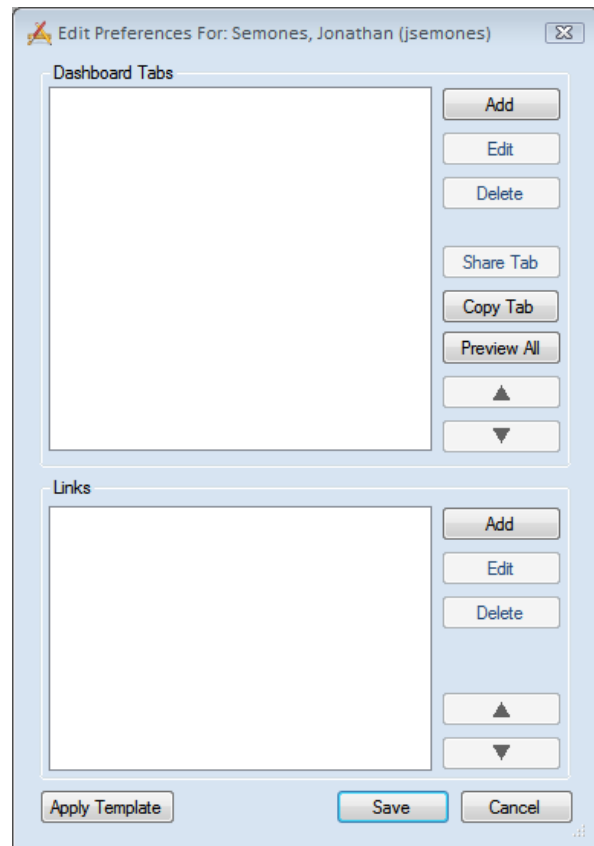 Edit Preferences For: Semones, Jonathan (jsemones)
Dashboard Tabs
Add
Edit
Delete
Share Tab
Copy Tab
Preview All
Links
Add
Edit
Delete
Apply Template
Save
Cancel